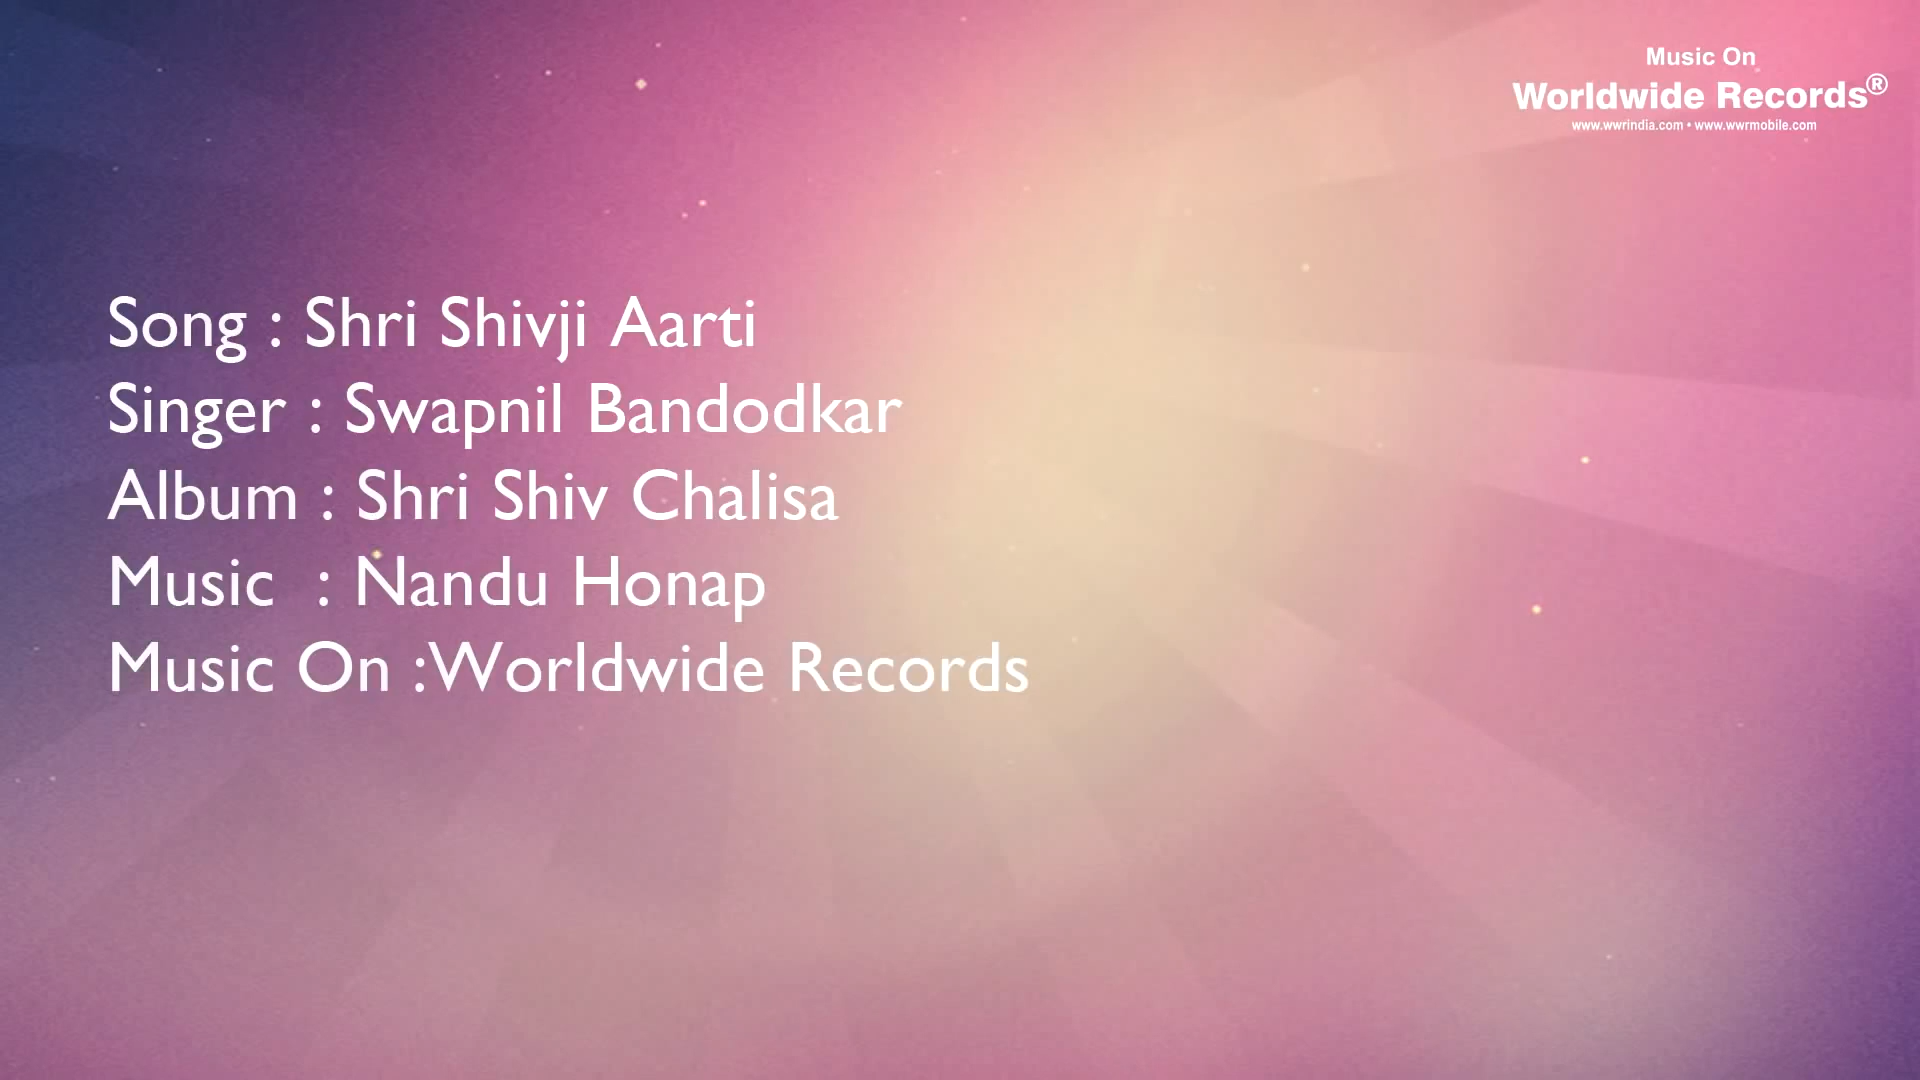 Music On
Worldwide Records®
www.wwrindia.com • www.wwrmobile.com
Song : Shri Shivji Aarti
Singer : Swapnil Bandodkar
Album : Shri Shiv Chalisa
Music  : Nandu Honap
Music On :Worldwide Records